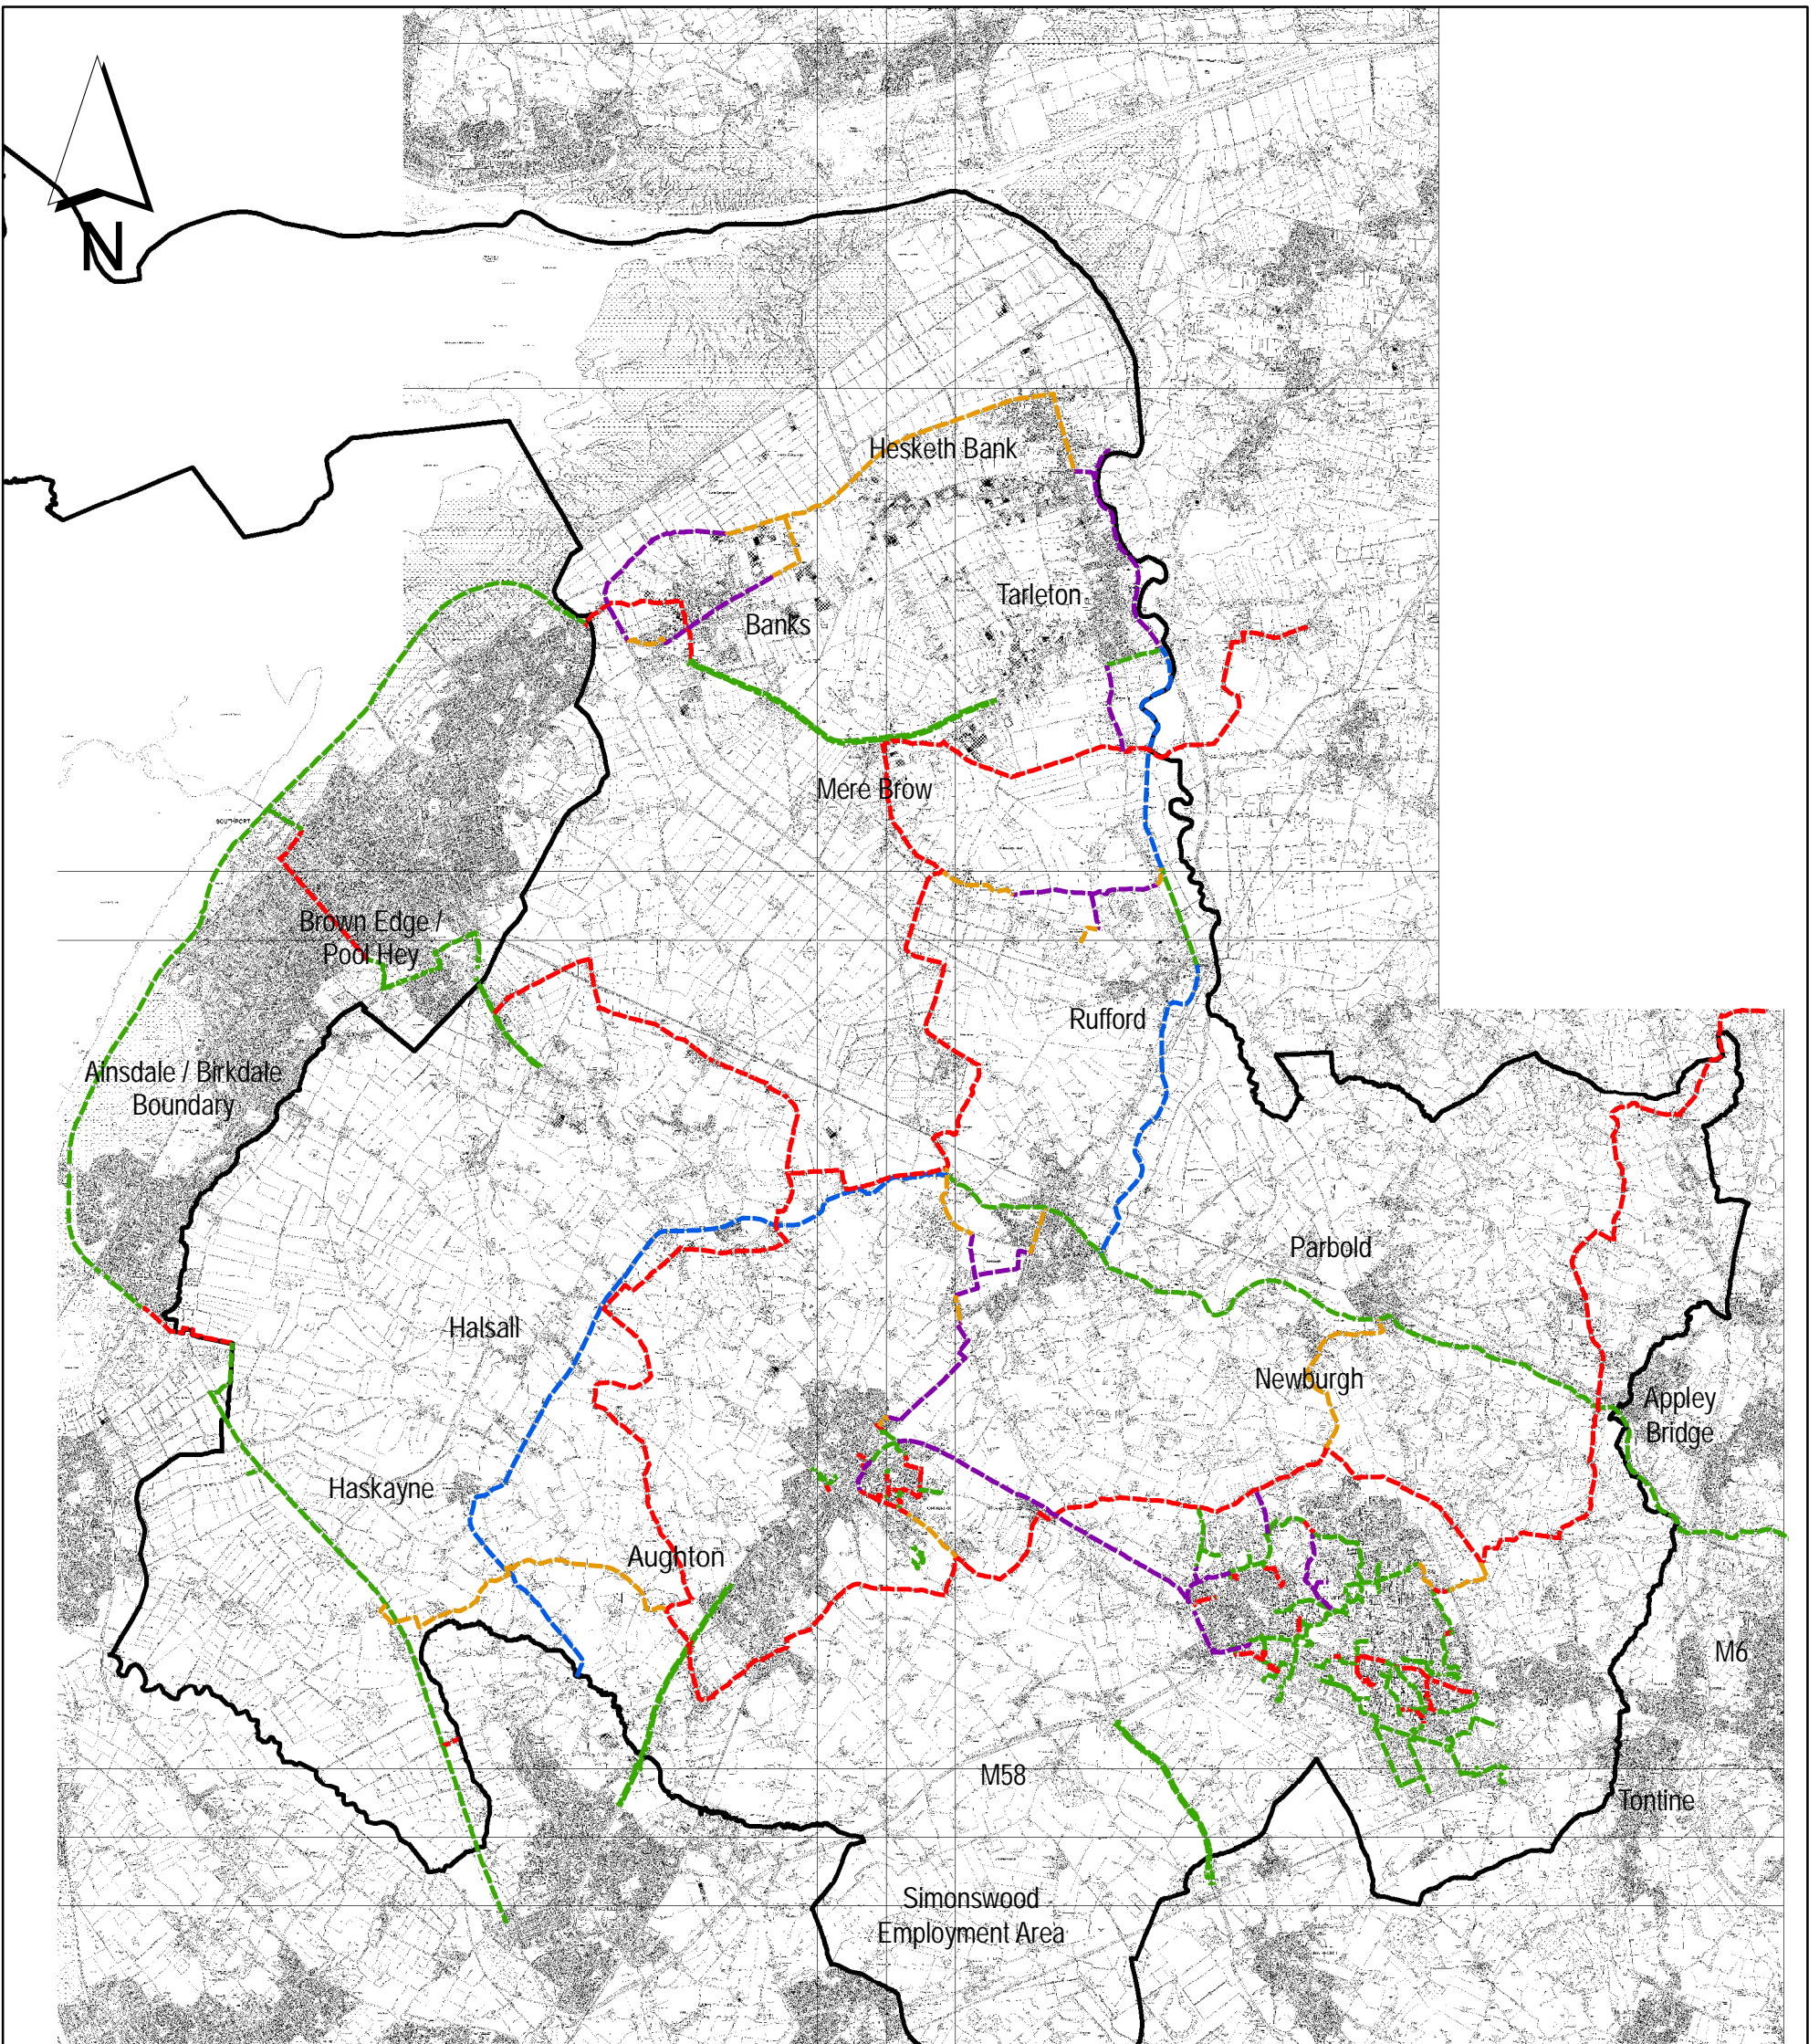 N
Hesketh Bank
Tarleton
Banks
Mere Brow
SOUTHPORT
Brown Edge /
Pool Hey
Rufford
Ainsdale / Birkdale
Boundary
Parbold
Halsall
Newburgh
Appley
Bridge
Haskayne
Aughton
M6
M58
Tontine
Simonswood
Employment Area